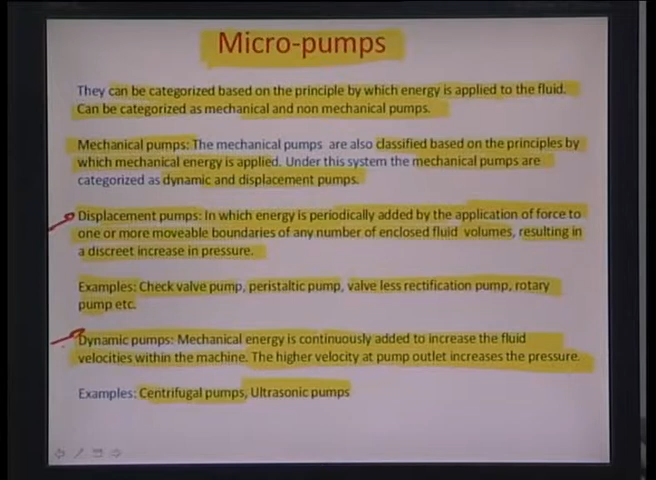 Micro-pumps
They can be categorized based on the principle by which energy is applied to the fluid.
Can be categorized as mechanical and non mechanical pumps.
Mechanical pumps: The mechanical pumps are also classified based on the principles by
which mechanical energy is applied. Under this system the mechanical pumps are
categorized as dynamic and displacement pumps.
Displacement pumps: In which energy is periodically added by the application of force to
one or more moveable boundaries of any number of enclosed fluid volumes, resulting in
a discreet increase in pressure.
Examples: Check valve pump, peristaltic pump, valve less rectification pump, rotary
pump etc.
Dynamic pumps: Mechanical energy is continuously added to increase the fluid
velocities within the machine. The higher velocity at pump outlet increases the pressure.
Examples: Centrifugal pumps, Ultrasonic pumps